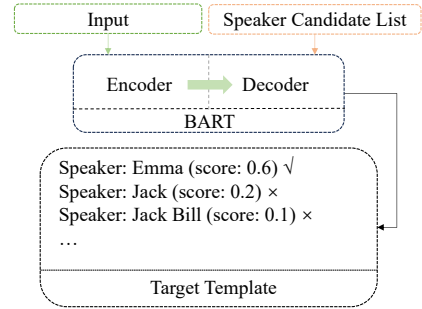 Input
Speaker Candidate List
Encoder
Decoder
BART
Speaker: Emma (score: 0.6) √
Speaker: Jack (score: 0.2) ×
Speaker: Jack Bill (score: 0.1) ×
…
Target Template